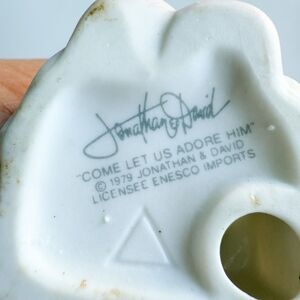 Jonathan & David
"COME LET US ADORE HIM"
© 1979 JONATHAN & DAVID
LICENSEE ENESCO IMPORTS